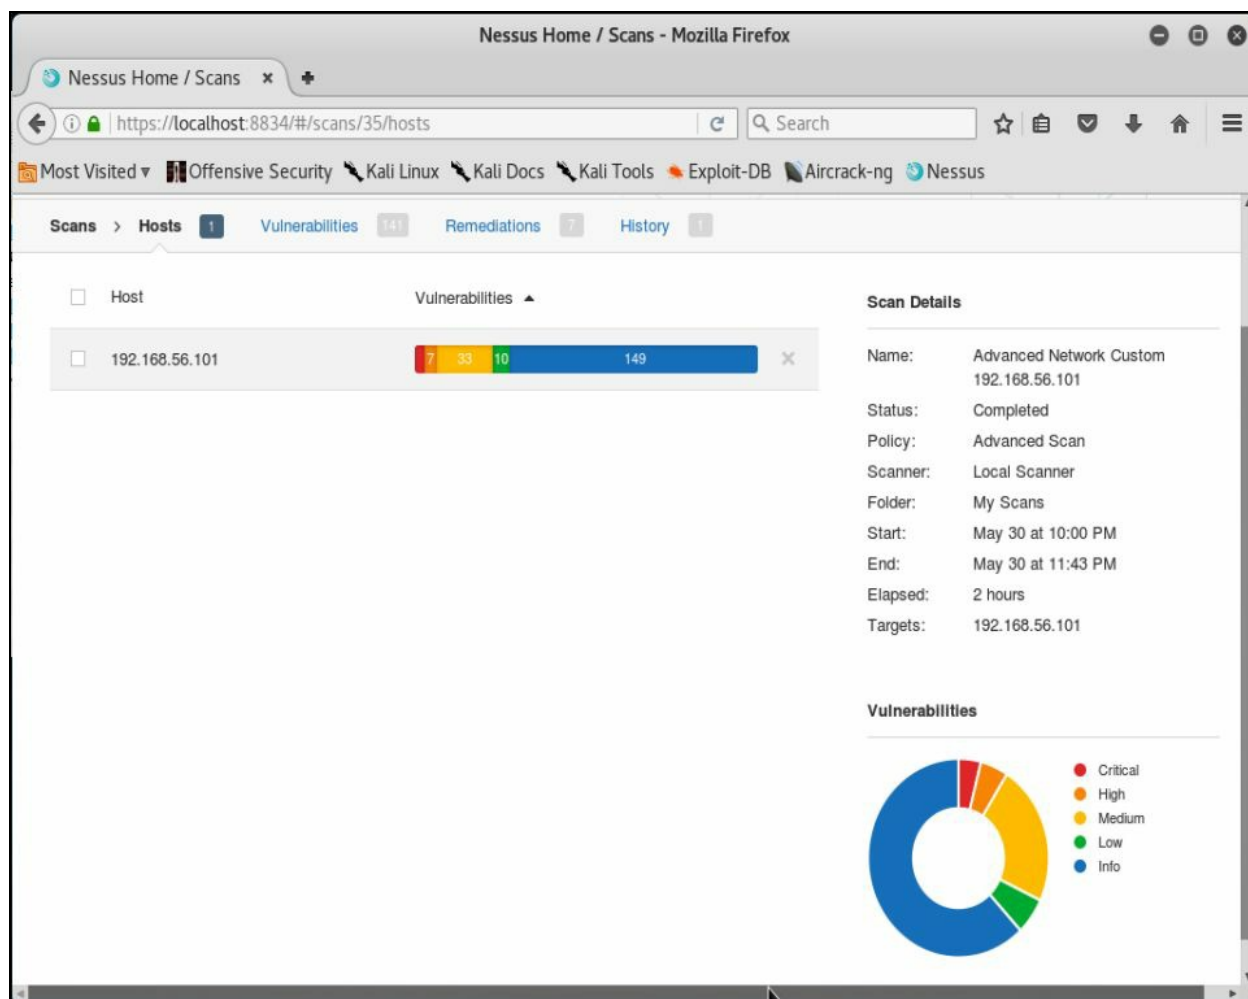 Nessus Home / Scans - Mozilla Firefox
Nessus Home / Scans
https://localhost:8834/#/scans/35/hosts
Search
Most Visited
Offensive Security
Kali Linux
Kali Docs
Kali Tools
Exploit-DB
Aircrack-ng
Nessus
Scans > Hosts 1
Vulnerabilities 141
Remediations 7
History 1
Host
Vulnerabilities
192.168.56.101
7 33 10 149
Scan Details
Name: Advanced Network Custom
192.168.56.101
Status: Completed
Policy: Advanced Scan
Scanner: Local Scanner
Folder: My Scans
Start: May 30 at 10:00 PM
End: May 30 at 11:43 PM
Elapsed: 2 hours
Targets: 192.168.56.101
Vulnerabilities
Critical
High
Medium
Low
Info